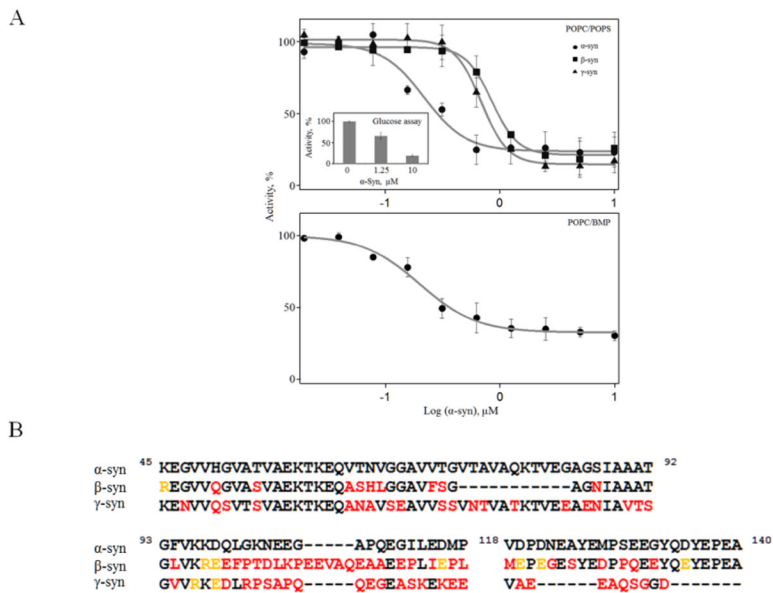 A
POPC/POPS
α-syn
β-syn
γ-syn
100
50
0
Glucose assay
Activity, %
100
50
0
0 1.25 10
α-Syn, μM
-1 0 1
Activity, %
POPC/BMP
100
50
0
-1 0 1
Log (α-syn), μM
B
α-syn 45 KEGVVHGVATVAEKTKEQVTNVGGAVVTGVTAVAQKTVEGAGSIAAAT 92
β-syn REGVVQGVASVAEKTKEQASHLGGAVFSG-----------AGNIAAAT
γ-syn KENVVQSVTSVAEKTKEQANAVSEAVVSSVNTVATKTVEEAENIAVTS
α-syn 93 GFVKKDQLGKNEEG-----APQEGILEDMP 118 VDPDNEAYEMPSEEGYQDYEPEA 140
β-syn GLVKREEFPTDLKPEEVAQEAAEEPLIEPL MEPEGESYEDPPQEEYQEYEPEA
γ-syn GVVRKEDLRPSAPQ-----QEGEASKEKEE VAE-----EAQSGGD-------